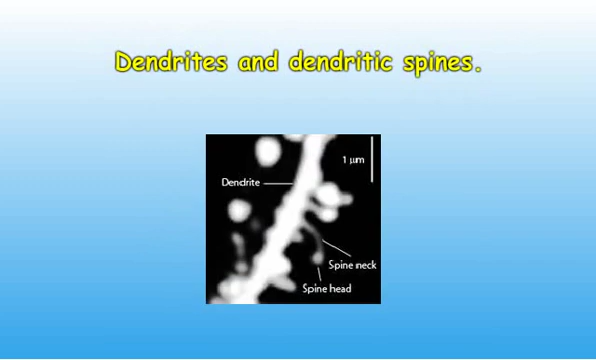 Dendrites and dendritic spines.
1 µm
Dendrite
Spine neck
Spine head